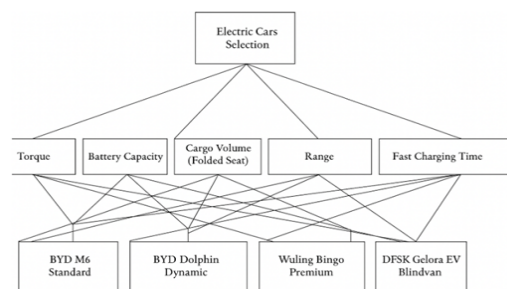 Electric Cars
Selection
Torque
Battery Capacity
Cargo Volume
(Folded Seat)
Range
Fast Charging Time
BYD M6
Standard
BYD Dolphin
Dynamic
Wuling Bingo
Premium
DFSK Gelora EV
Blindvan